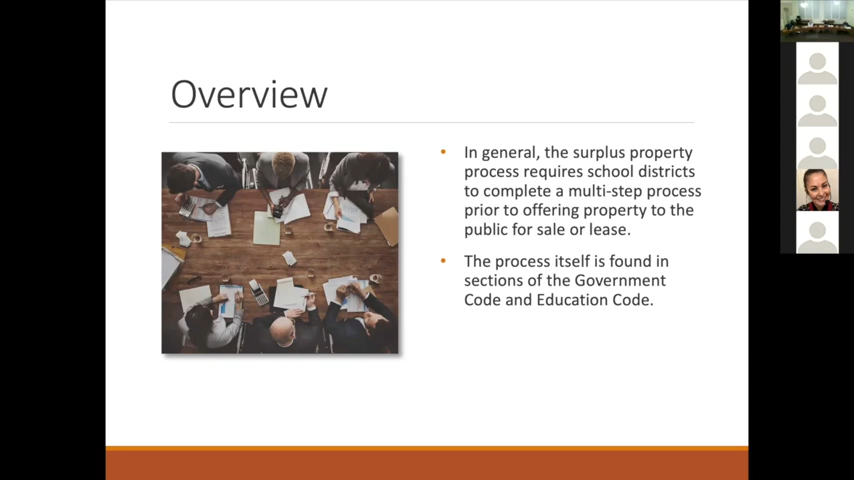 Overview
• In general, the surplus property
process requires school districts
to complete a multi-step process
prior to offering property to the
public for sale or lease.
• The process itself is found in
sections of the Government
Code and Education Code.